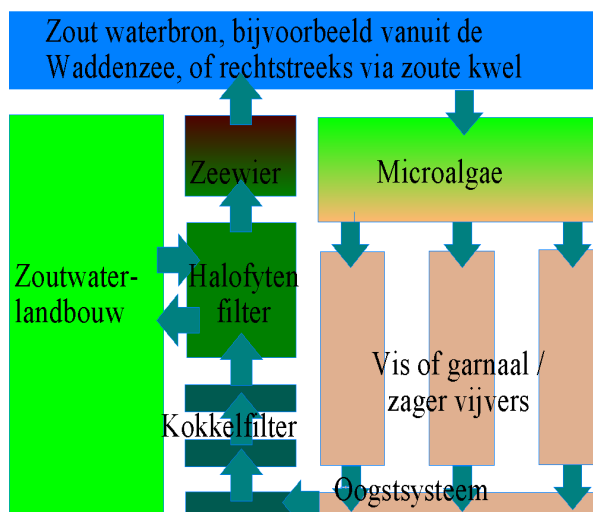 Zout waterbron, bijvoorbeeld vanuit de
Waddenzee, of rechtstreeks via zoute kwel
Zeewier
Microalgae
Zoutwater-
landbouw
Halofyten
filter
Vis of garnaal /
zager vijvers
Kokkelfilter
Oogstsysteem